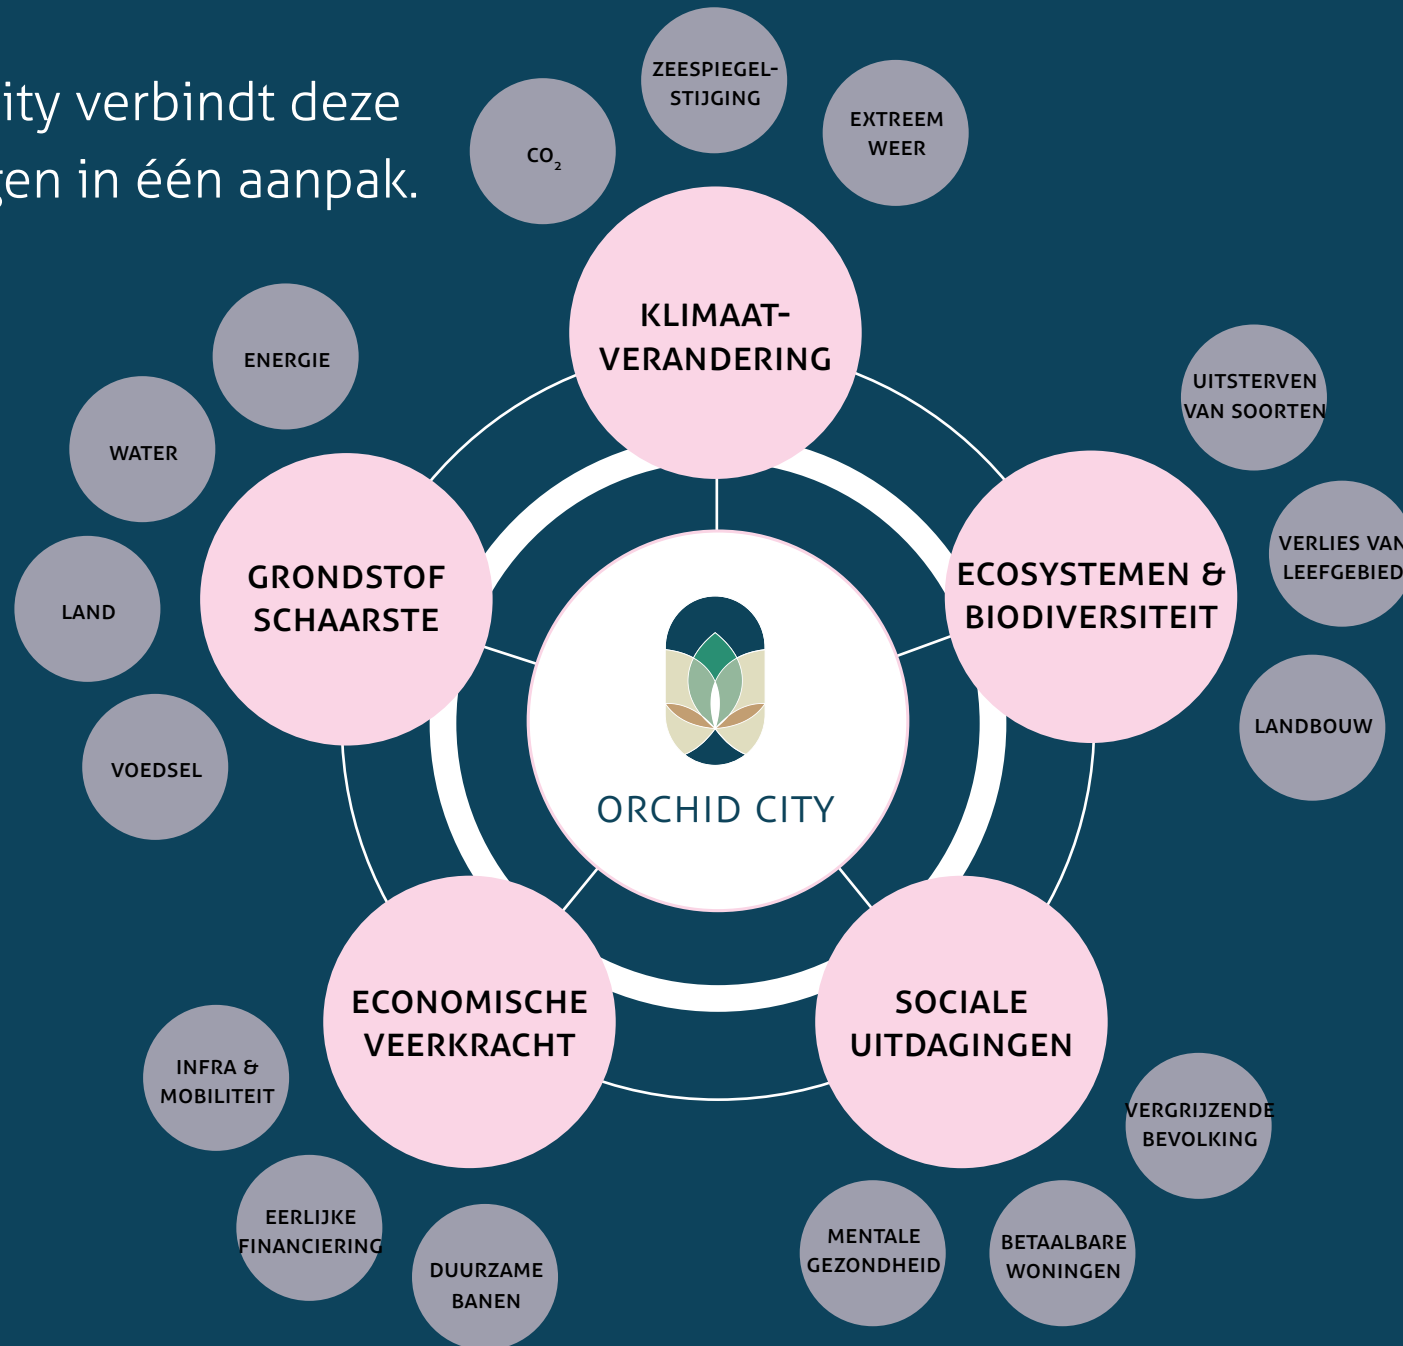 ity verbindt deze
gen in één aanpak.
ZEESPIEGEL-
STIJGING
EXTREEM
WEER
CO₂
KLIMAAT-
VERANDERING
ENERGIE
WATER
LAND
VOEDSEL
GRONDSTOF
SCHAARSTE
UITSTERVEN
VAN SOORTEN
VERLIES VAN
LEEFGEBIED
LANDBOUW
ECOSYSTEMEN &
BIODIVERSITEIT
ORCHID CITY
ECONOMISCHE
VEERKRACHT
SOCIALE
UITDAGINGEN
INFRA &
MOBILITEIT
EERLIJKE
FINANCIERING
DUURZAME
BANEN
MENTALE
GEZONDHEID
BETAALBARE
WONINGEN
VERGRIJZENDE
BEVOLKING